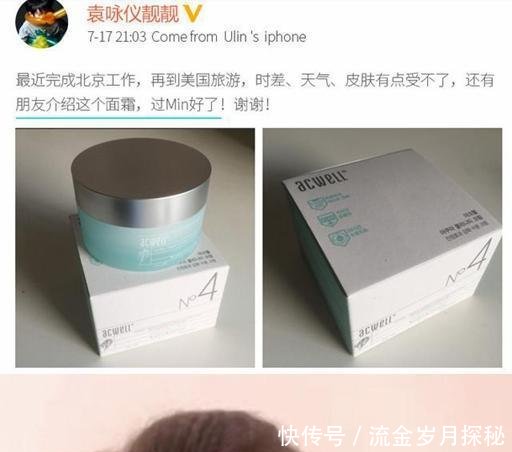 袁咏仪靓靓
7-17 21:03 Come from Ulin's iphone
最近完成北京工作，再到美国旅游，时差、天气、皮肤有点受不了，还有
朋友介绍这个面霜，过Min好了！谢谢！
acwell
acwell
No4
acwell
No4
acwell
快传号 / 流金岁月探秘